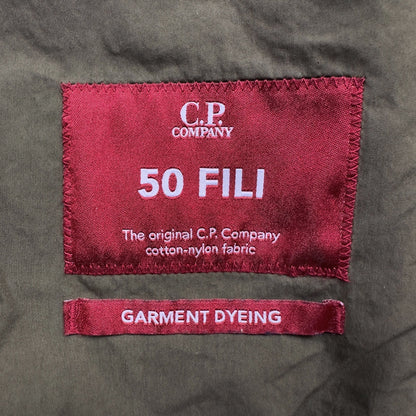 C.P.
COMPANY
50 FILI
The original C.P. Company
cotton-nylon fabric
GARMENT DYEING